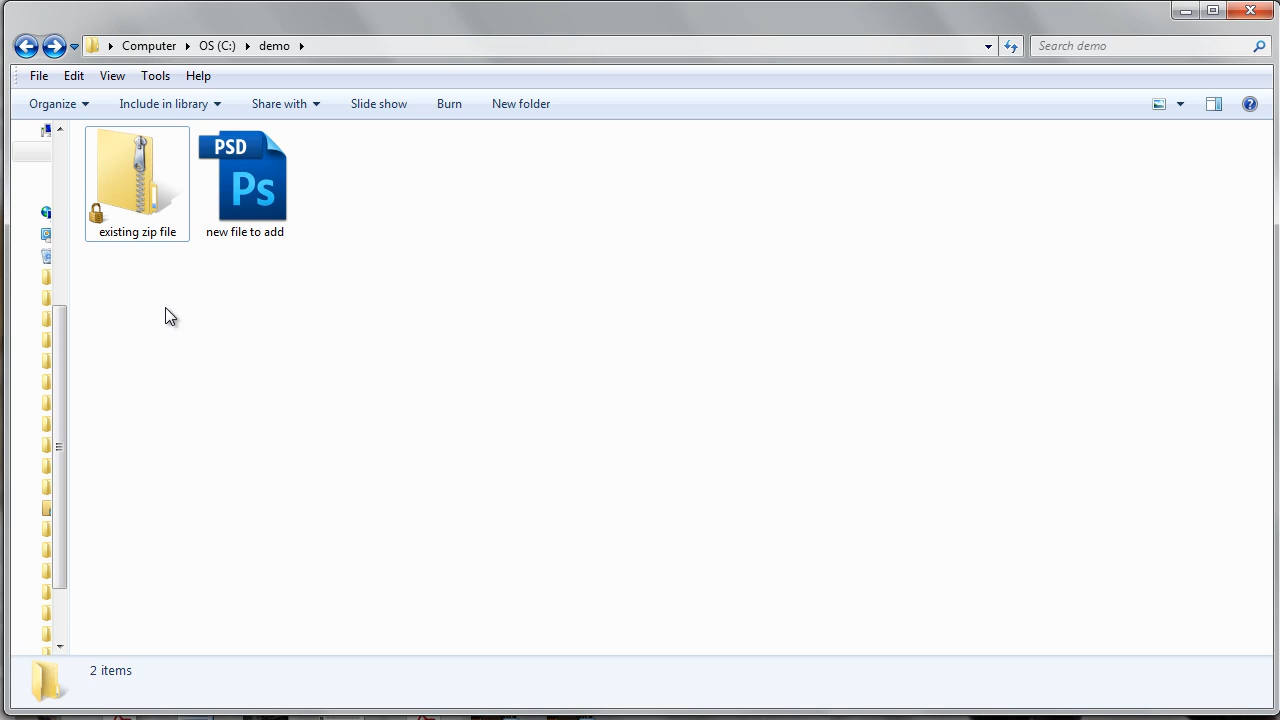 Computer OS (C:) demo Search demo
File Edit View Tools Help
Organize Include in library Share with Slide show Burn New folder
PSD
Ps
existing zip file new file to add
2 items